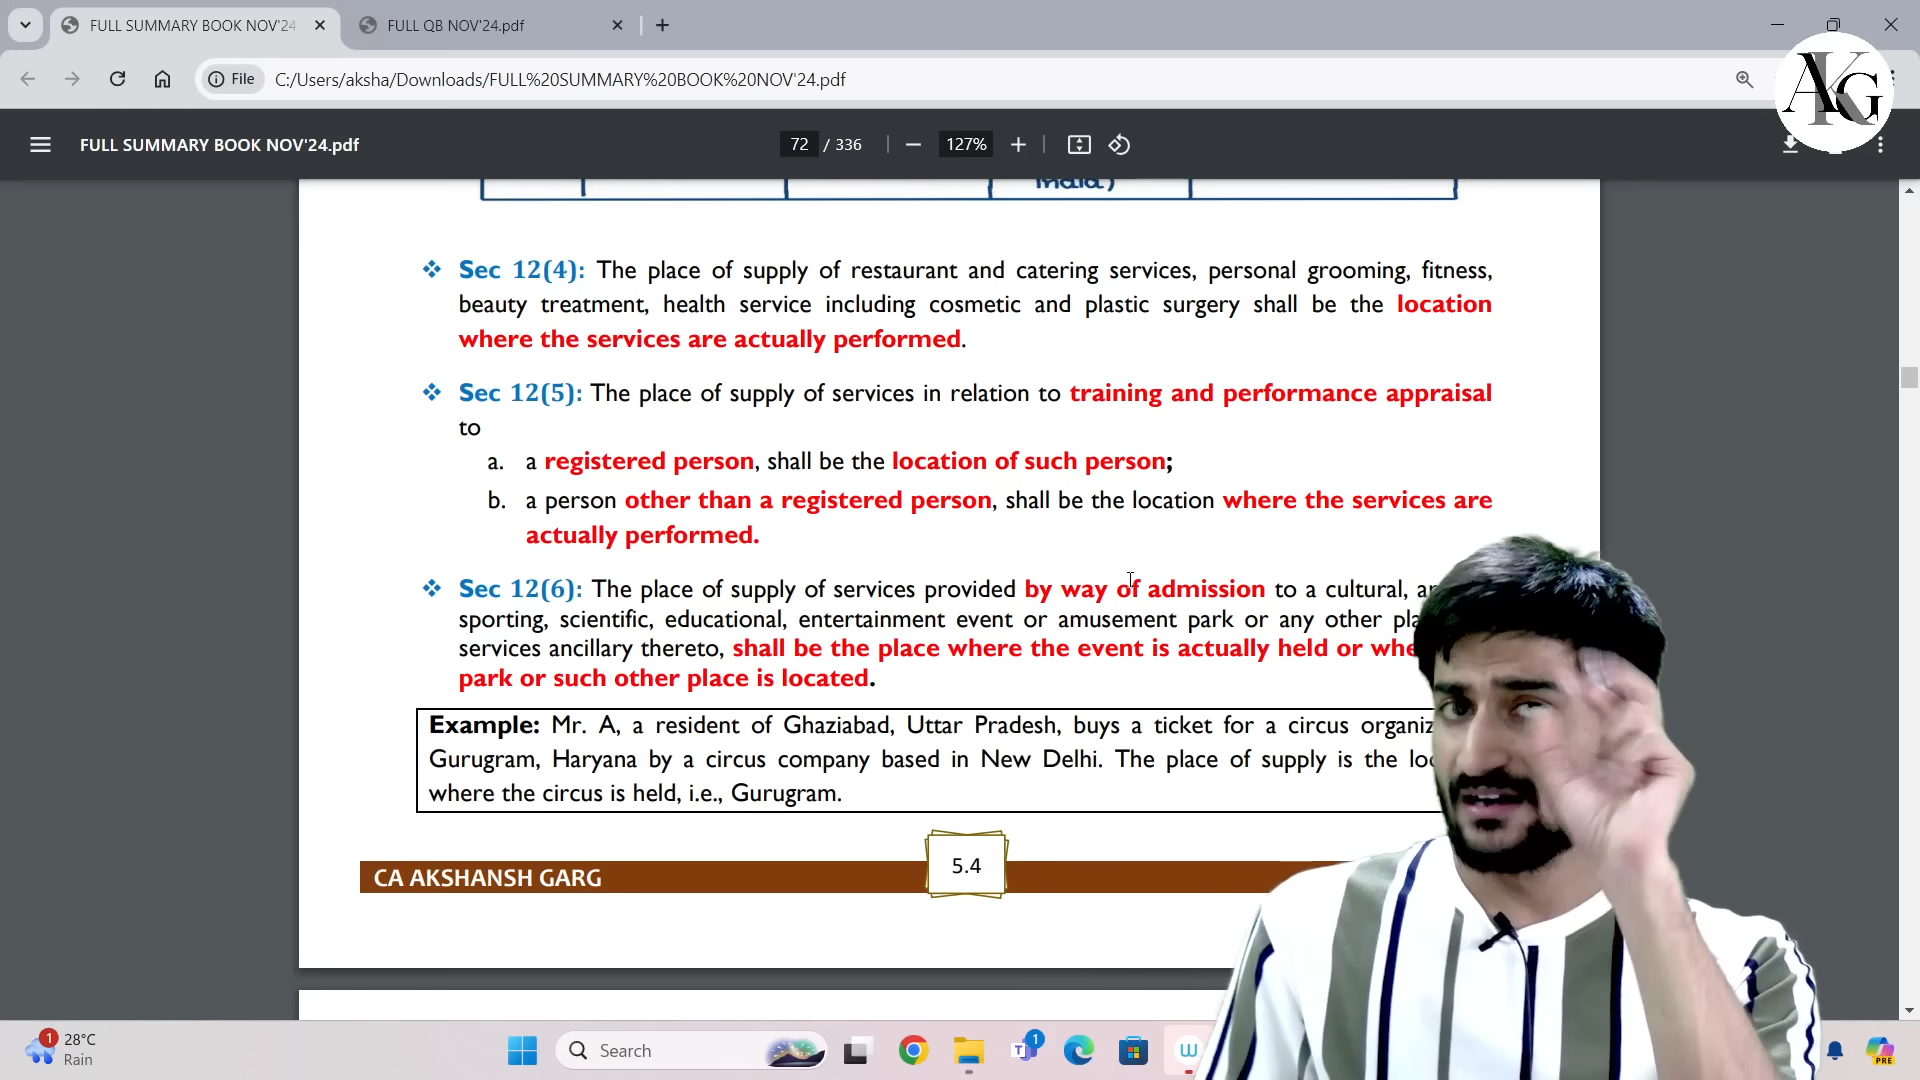 FULL SUMMARY BOOK NOV'24
FULL QB NOV'24.pdf
File
C:/Users/aksha/Downloads/FULL%20SUMMARY%20BOOK%20NOV'24.pdf
AKG
FULL SUMMARY BOOK NOV'24.pdf
72 / 336
127%
India)
❖ Sec 12(4): The place of supply of restaurant and catering services, personal grooming, fitness,
beauty treatment, health service including cosmetic and plastic surgery shall be the location
where the services are actually performed.
❖ Sec 12(5): The place of supply of services in relation to training and performance appraisal
to
a. a registered person, shall be the location of such person;
b. a person other than a registered person, shall be the location where the services are
actually performed.
❖ Sec 12(6): The place of supply of services provided by way of admission to a cultural,
sporting, scientific, educational, entertainment event or amusement park or any other
services ancillary thereto, shall be the place where the event is actually held or
park or such other place is located.
Example: Mr. A, a resident of Ghaziabad, Uttar Pradesh, buys a ticket for a circus
Gurugram, Haryana by a circus company based in New Delhi. The place of supply is the
where the circus is held, i.e., Gurugram.
5.4
CA AKSHANSH GARG
1
28°C
Rain
Search
1
PRE